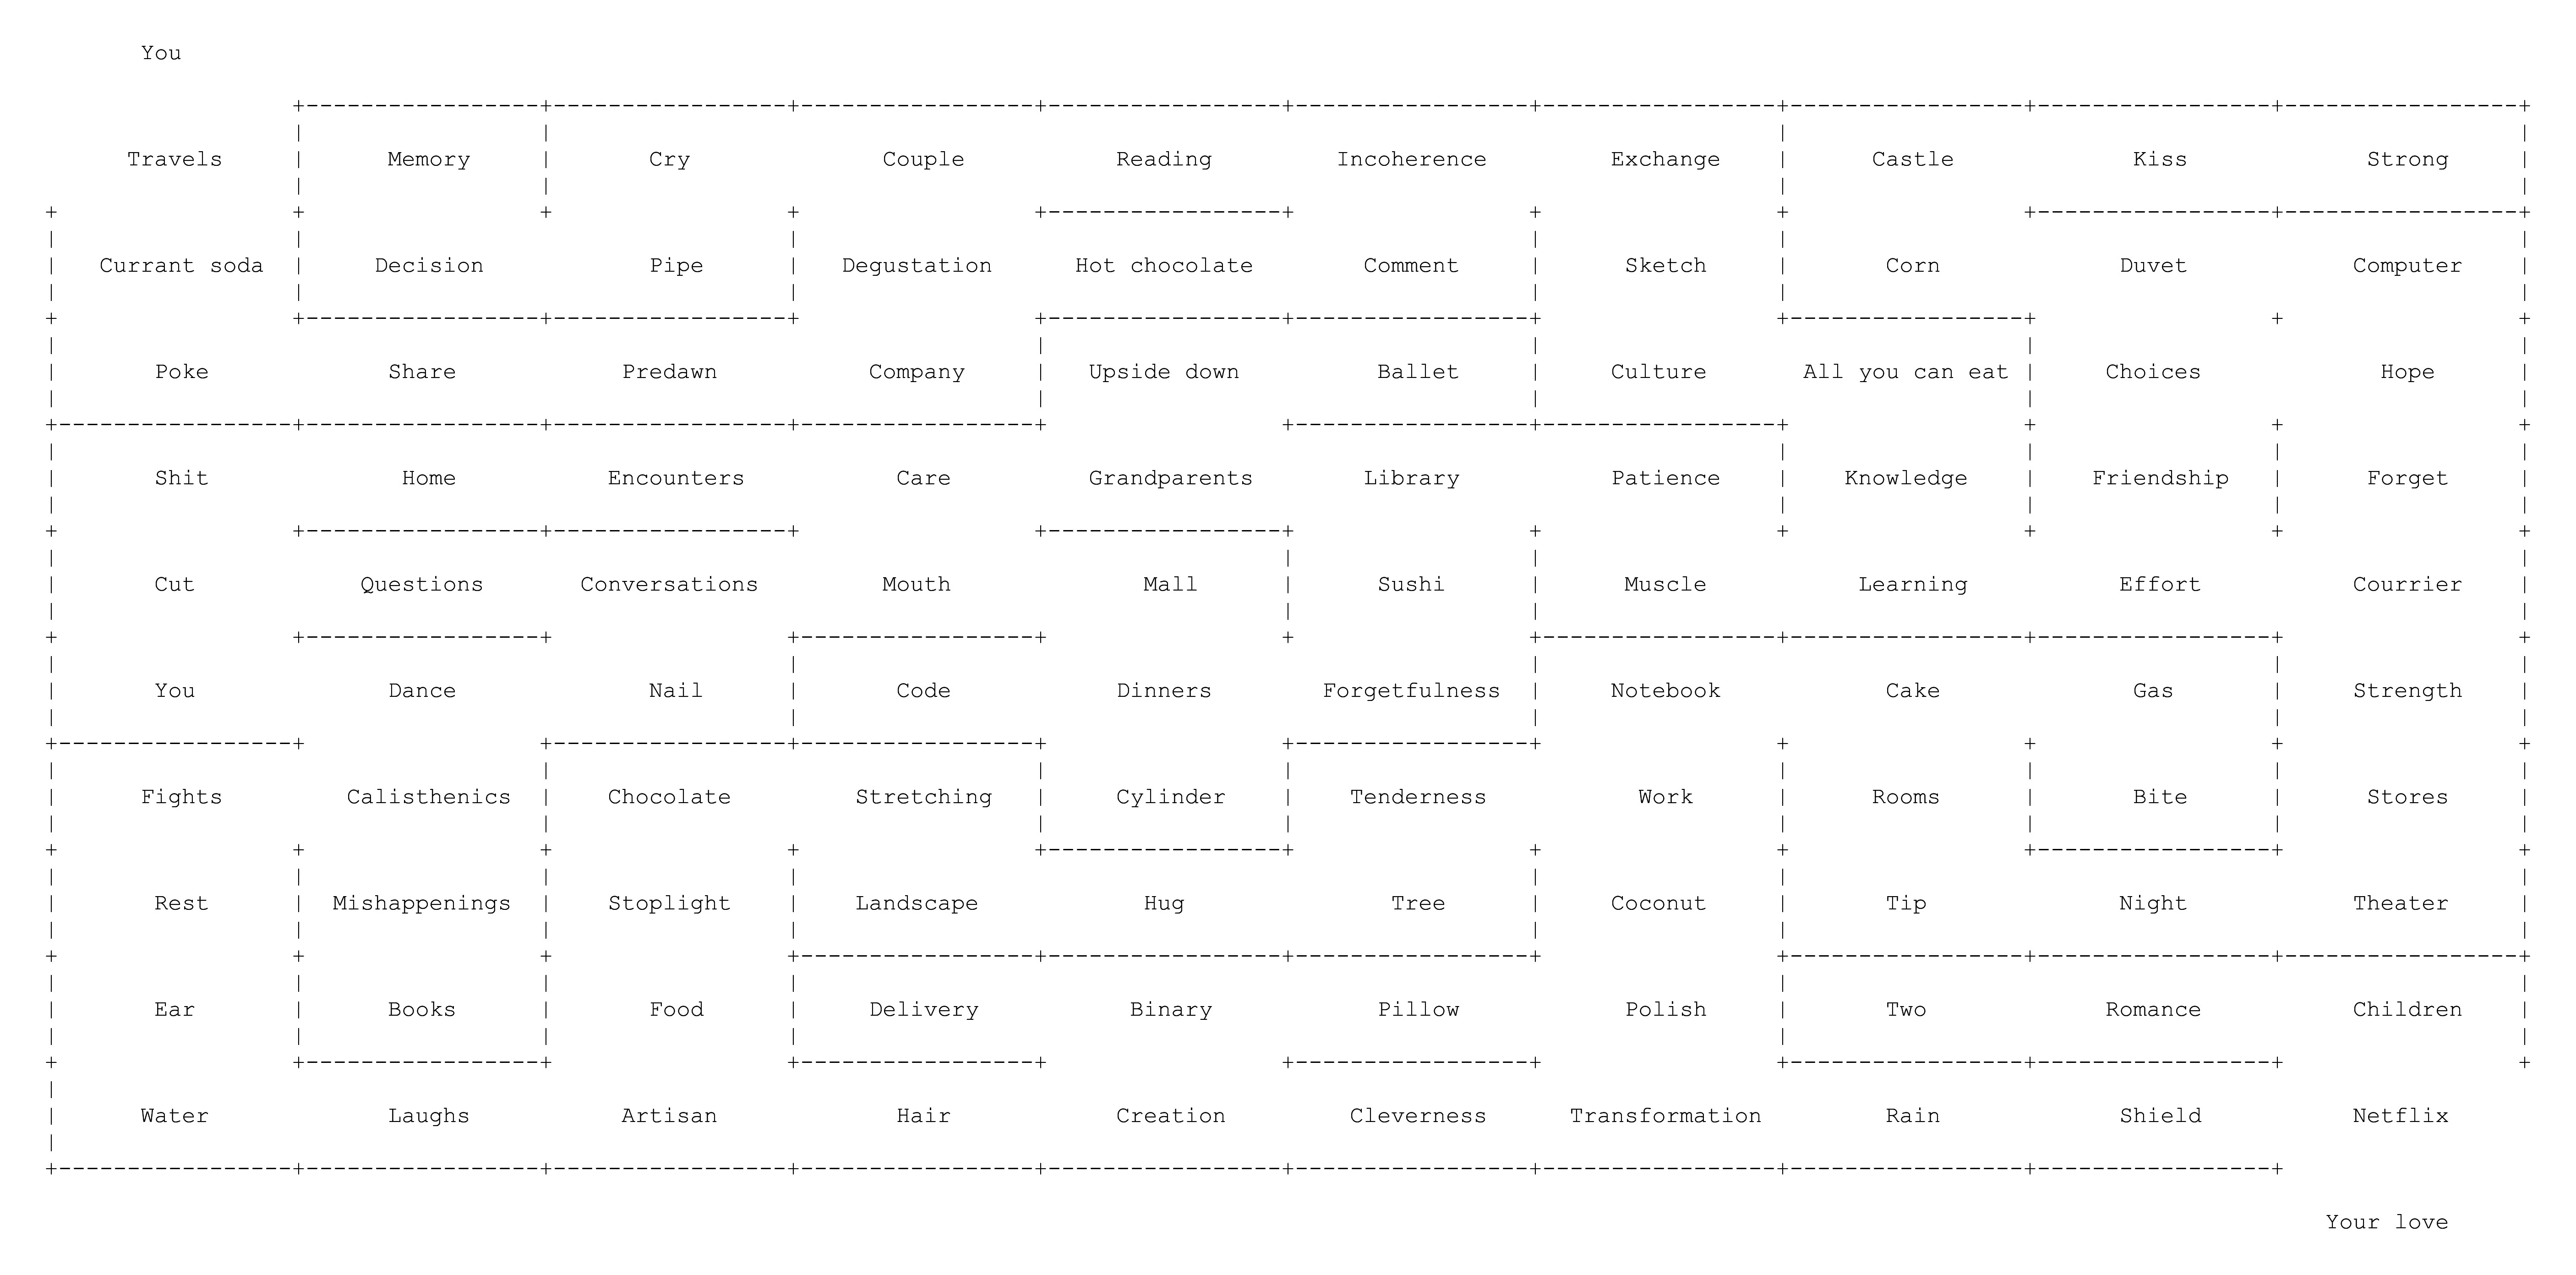 You
Travels Memory Cry Couple Reading Incoherence Exchange Castle Kiss Strong
Currant soda Decision Pipe Degustation Hot chocolate Comment Sketch Corn Duvet Computer
Poke Share Predawn Company Upside down Ballet Culture All you can eat Choices Hope
Shit Home Encounters Care Grandparents Library Patience Knowledge Friendship Forget
Cut Questions Conversations Mouth Mall Sushi Muscle Learning Effort Courrier
You Dance Nail Code Dinners Forgetfulness Notebook Cake Gas Strength
Fights Calisthenics Chocolate Stretching Cylinder Tenderness Work Rooms Bite Stores
Rest Mishappenings Stoplight Landscape Hug Tree Coconut Tip Night Theater
Ear Books Food Delivery Binary Pillow Polish Two Romance Children
Water Laughs Artisan Hair Creation Cleverness Transformation Rain Shield Netflix
Your love